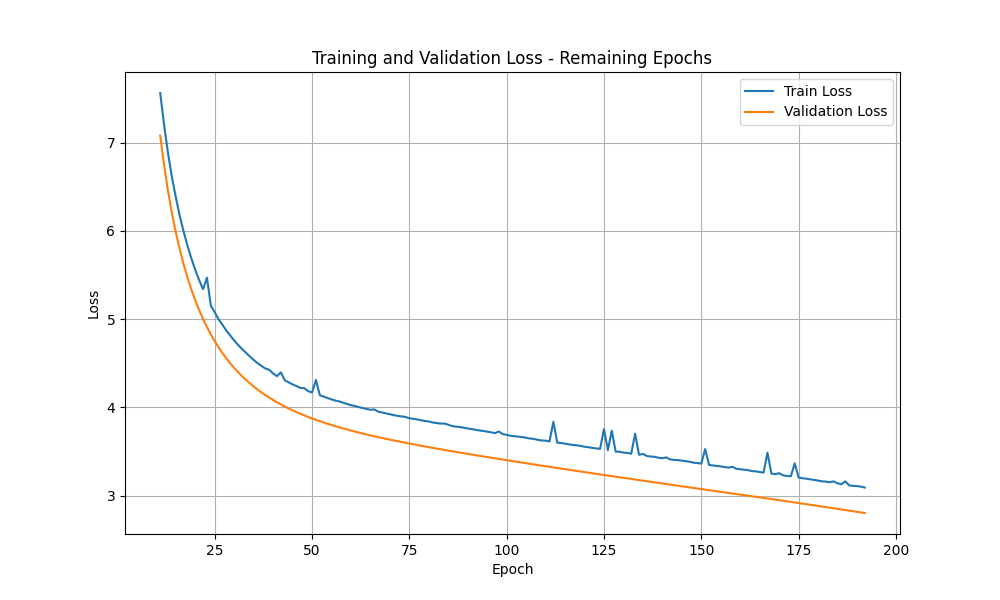 Training and Validation Loss - Remaining Epochs
Train Loss
Validation Loss
7
6
5
4
3
Loss
25
50
75
100
125
150
175
200
Epoch